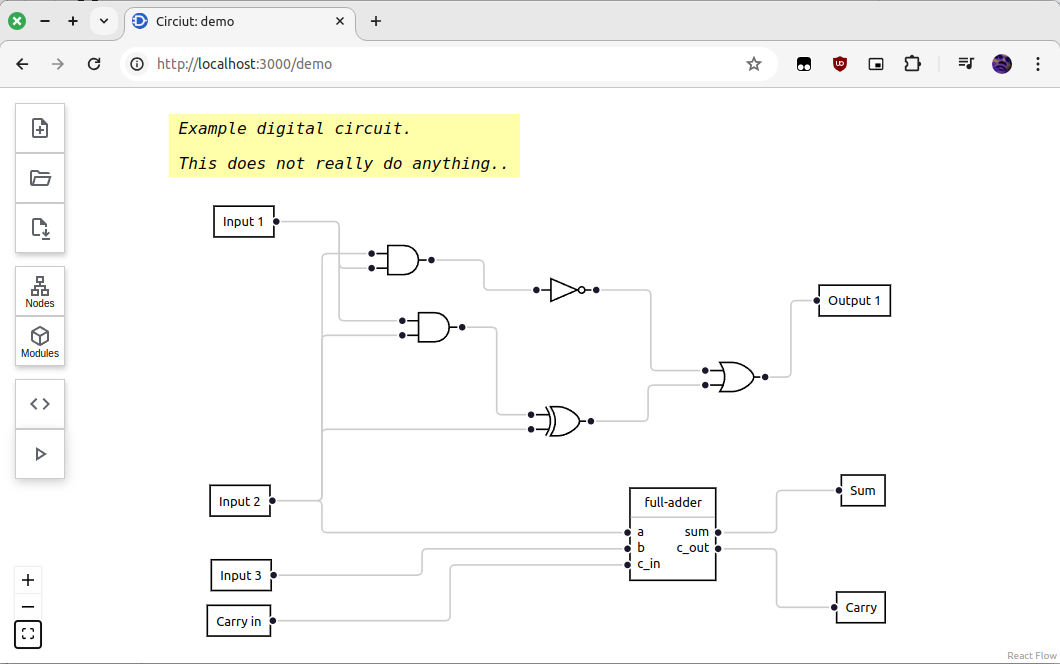 Circiut: demo
http://localhost:3000/demo
Example digital circuit.
This does not really do anything..
Input 1
Nodes
Output 1
Modules
Input 2
full-adder
Sum
a sum
b c_out
c_in
Input 3
Carry in
Carry
React Flow